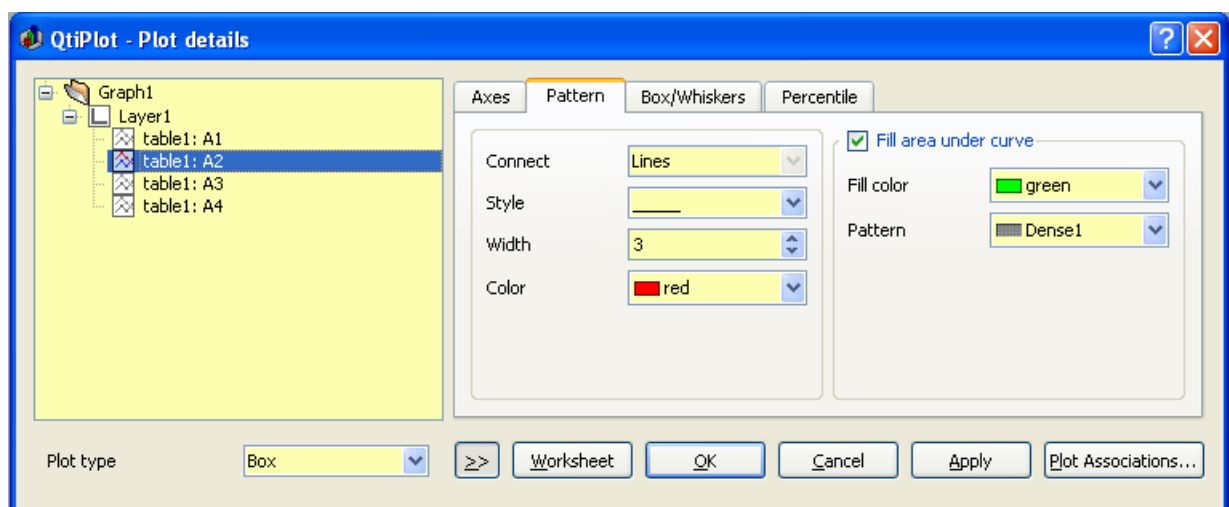 QtiPlot - Plot details
Graph1
Layer1
table1: A1
table1: A2
table1: A3
table1: A4
Axes Pattern Box/Whiskers Percentile
Connect Lines
Style
Width 3
Color red
Fill area under curve
Fill color green
Pattern Dense1
Plot type Box >> Worksheet OK Cancel Apply Plot Associations...